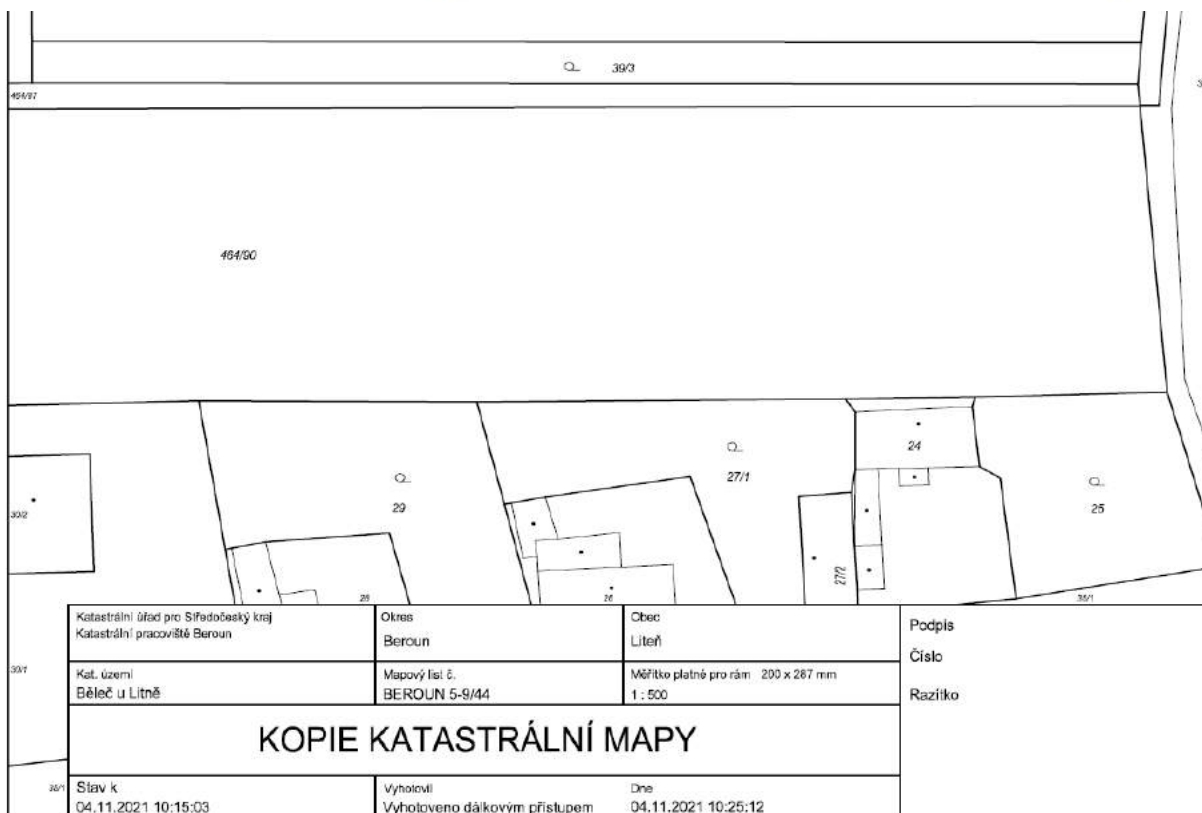 39/3
464/97
464/90
24
27/1
29
25
30/2
27/2
28
26
35/1
Katastrální úřad pro Středočeský kraj
Katastrální pracoviště Beroun
Okres
Beroun
Obec
Liteň
Podpis
Číslo
Razítko
30/1
Kat. území
Běleč u Litně
Mapový list č.
BEROUN 5-9/44
Měřítko platné pro rám 200 x 287 mm
1 : 500
KOPIE KATASTRÁLNÍ MAPY
Stav k
04.11.2021 10:15:03
Vyhotovil
Vyhotoveno dálkovým přístupem
Dne
04.11.2021 10:25:12